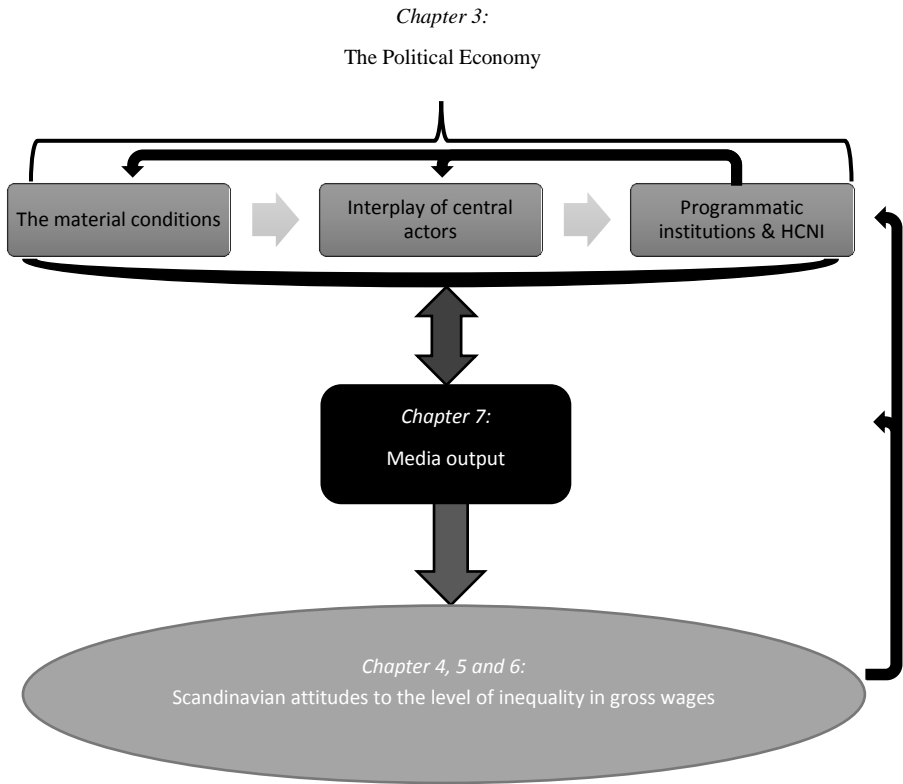 Chapter 3:
The Political Economy
The material conditions
Interplay of central
actors
Programmatic
institutions & HCNI
Chapter 7:
Media output
Chapter 4, 5 and 6:
Scandinavian attitudes to the level of inequality in gross wages